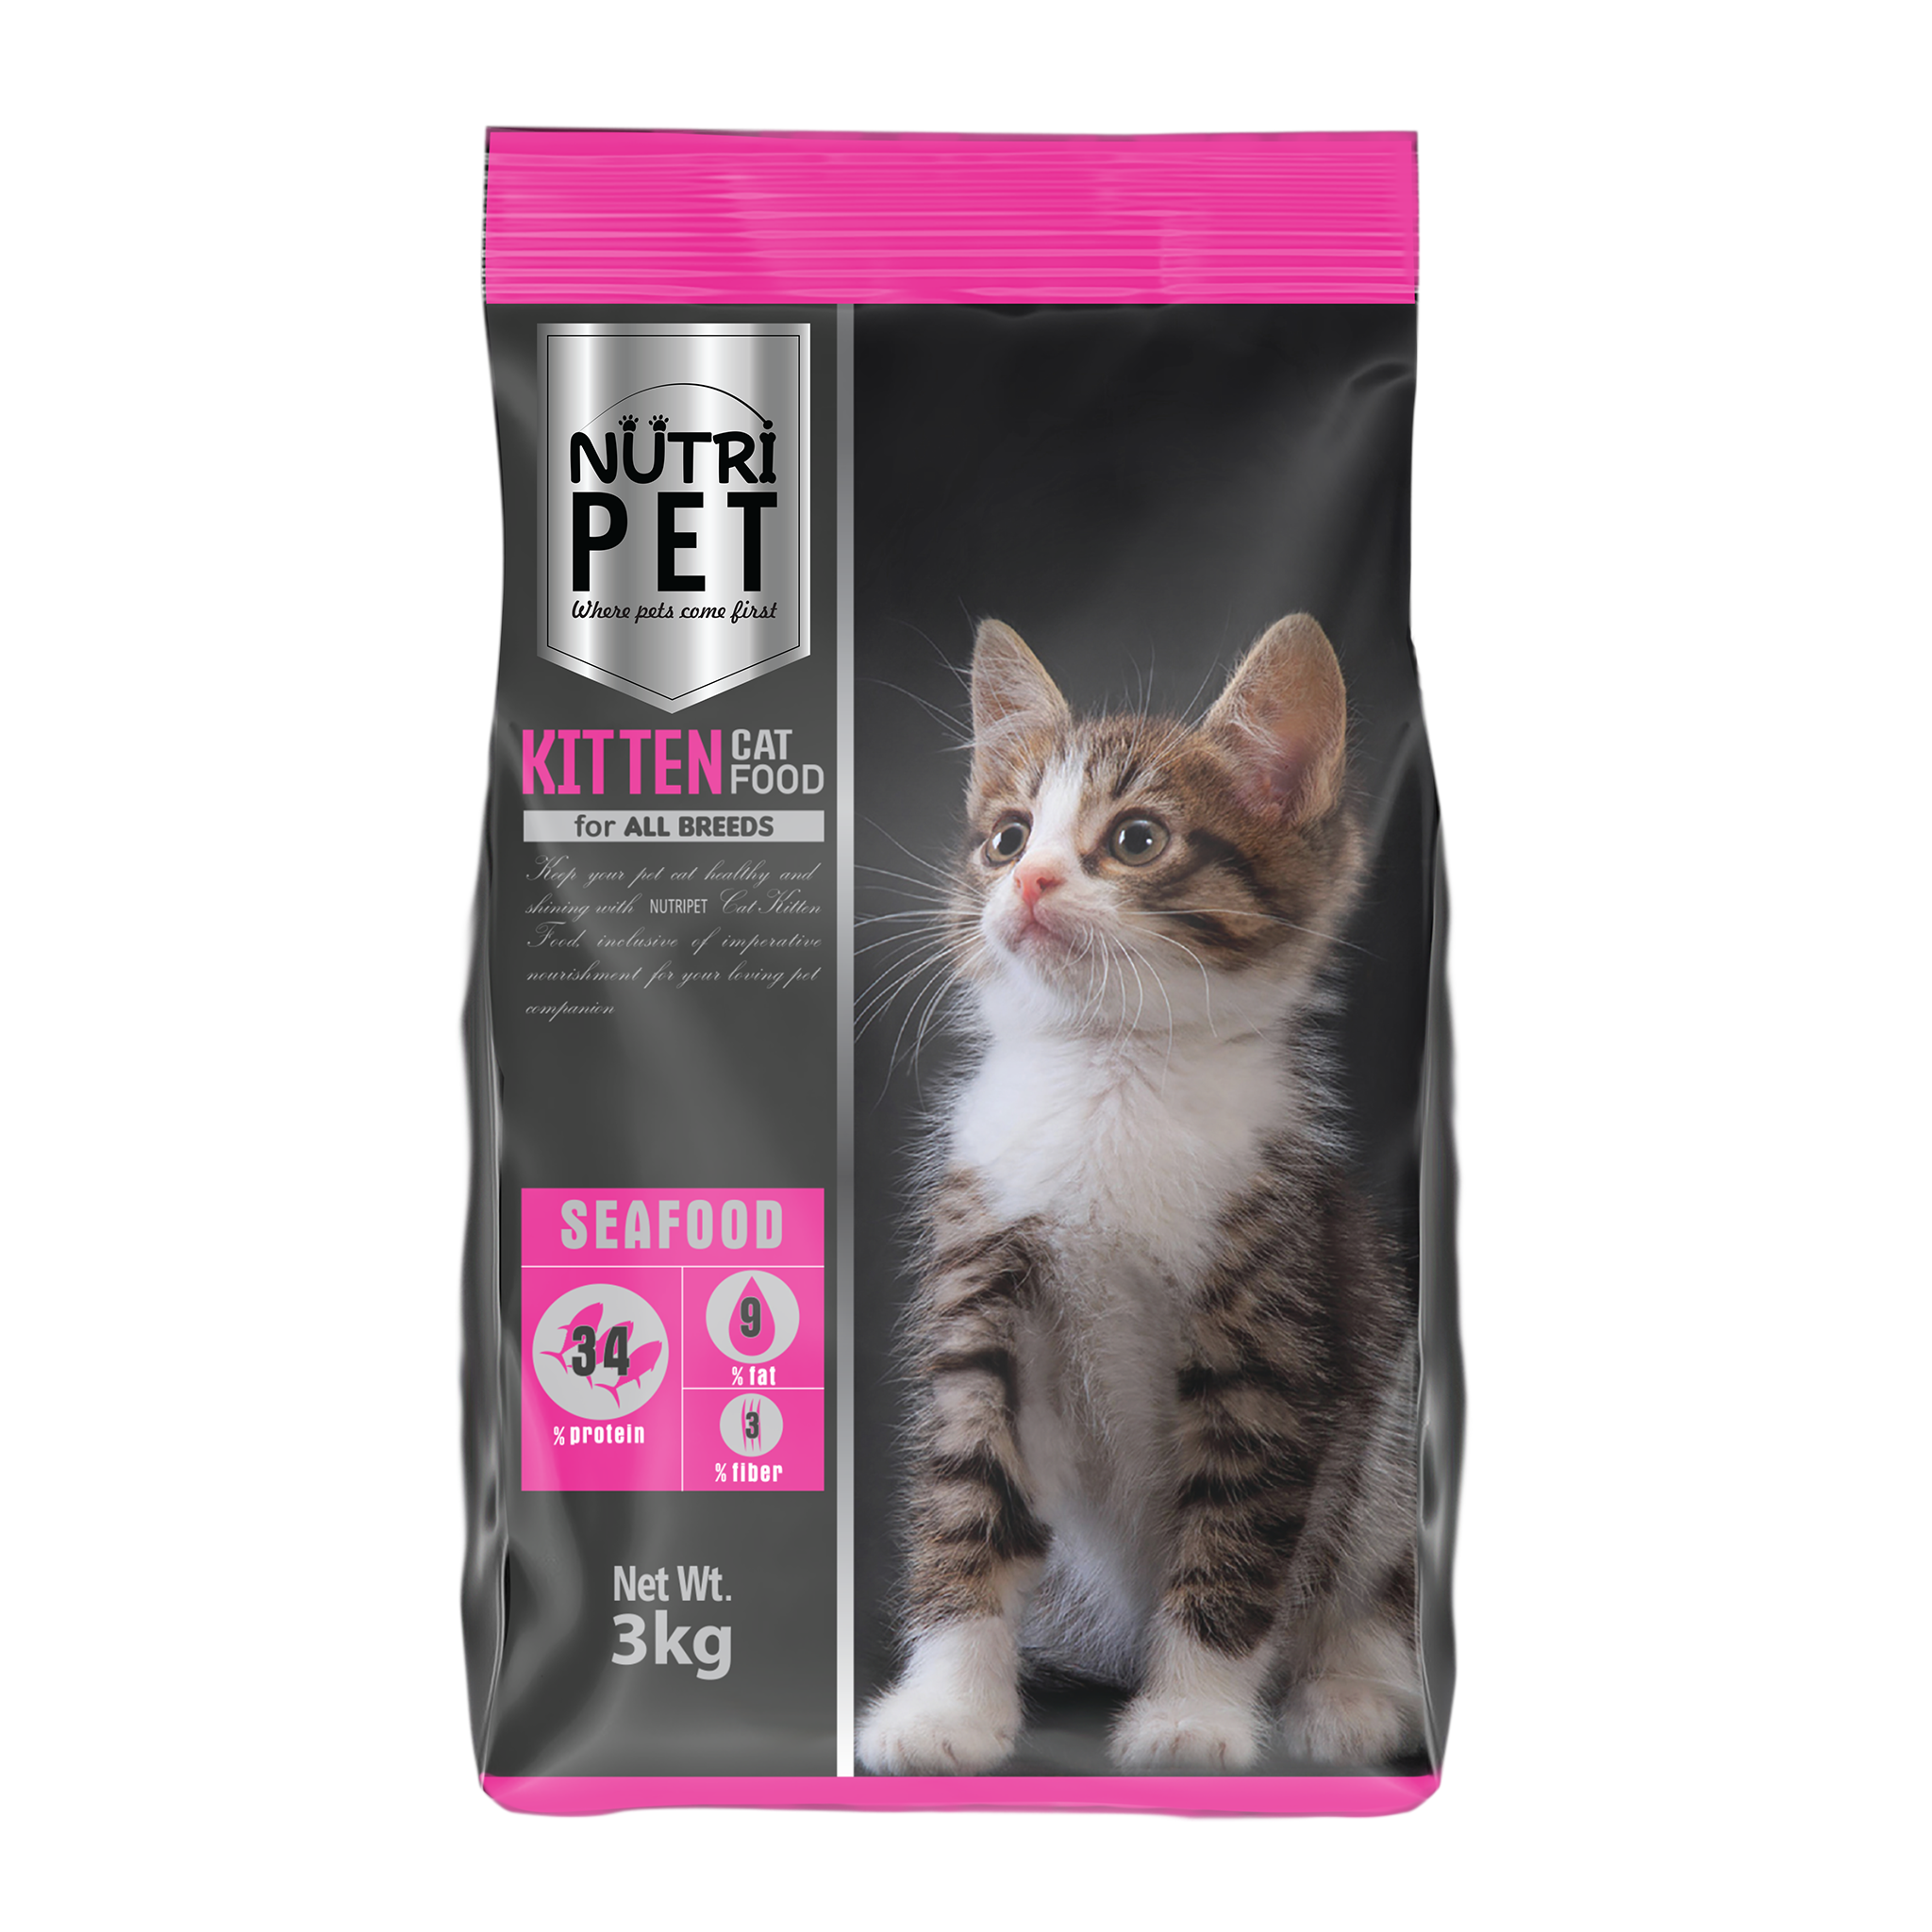 NÜTRi
PET
Where pets come first
KITTEN CAT FOOD
for ALL BREEDS
Keep your pet cat healthy and
shining with NUTRIPET Cat Kitten
Food, inclusive of imperative
nourishment for your loving pet
companion
SEAFOOD
34
% protein
9
% fat
3
% fiber
Net Wt.
3kg